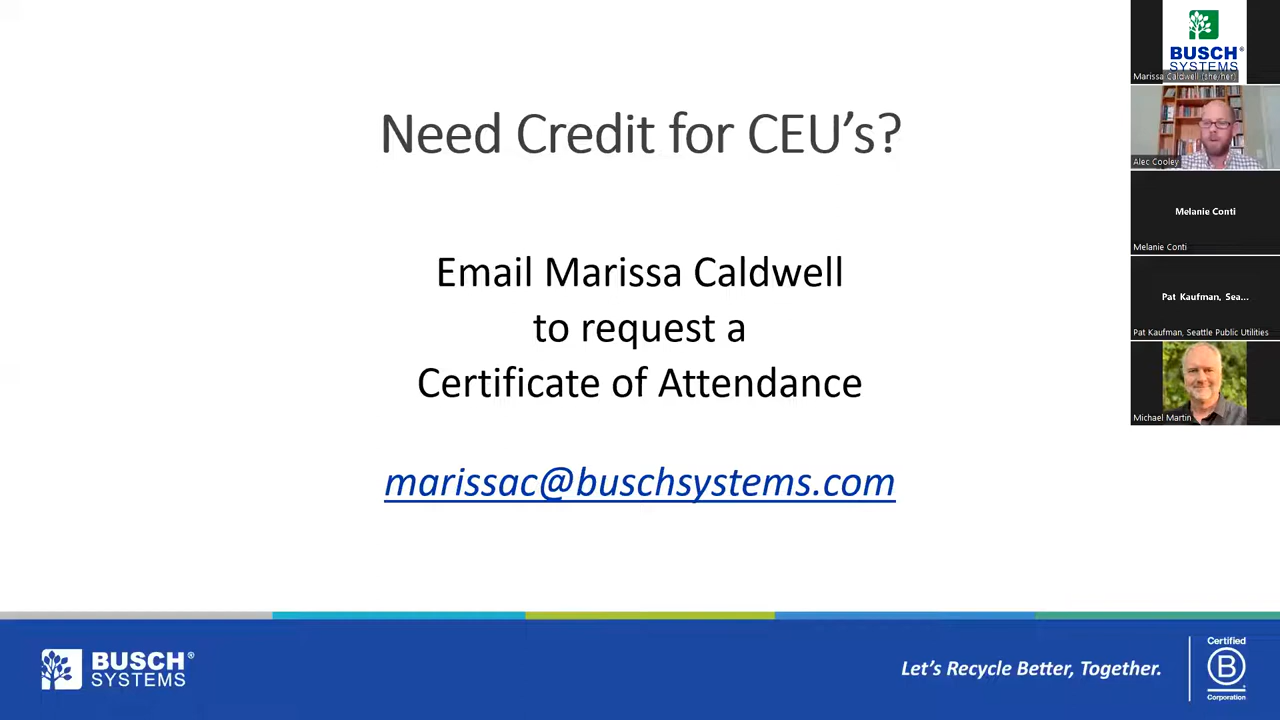 Need Credit for CEU’s?
Email Marissa Caldwell
to request a
Certificate of Attendance
marissac@buschsystems.com
BUSCH®
SYSTEMS
Let’s Recycle Better, Together.
Certified
B
Corporation
BUSCH®
SYSTEMS
Marissa Caldwell (she/her)
Alec Cooley
Melanie Conti
Melanie Conti
Pat Kaufman, Sea...
Pat Kaufman, Seattle Public Utilities
Michael Martin